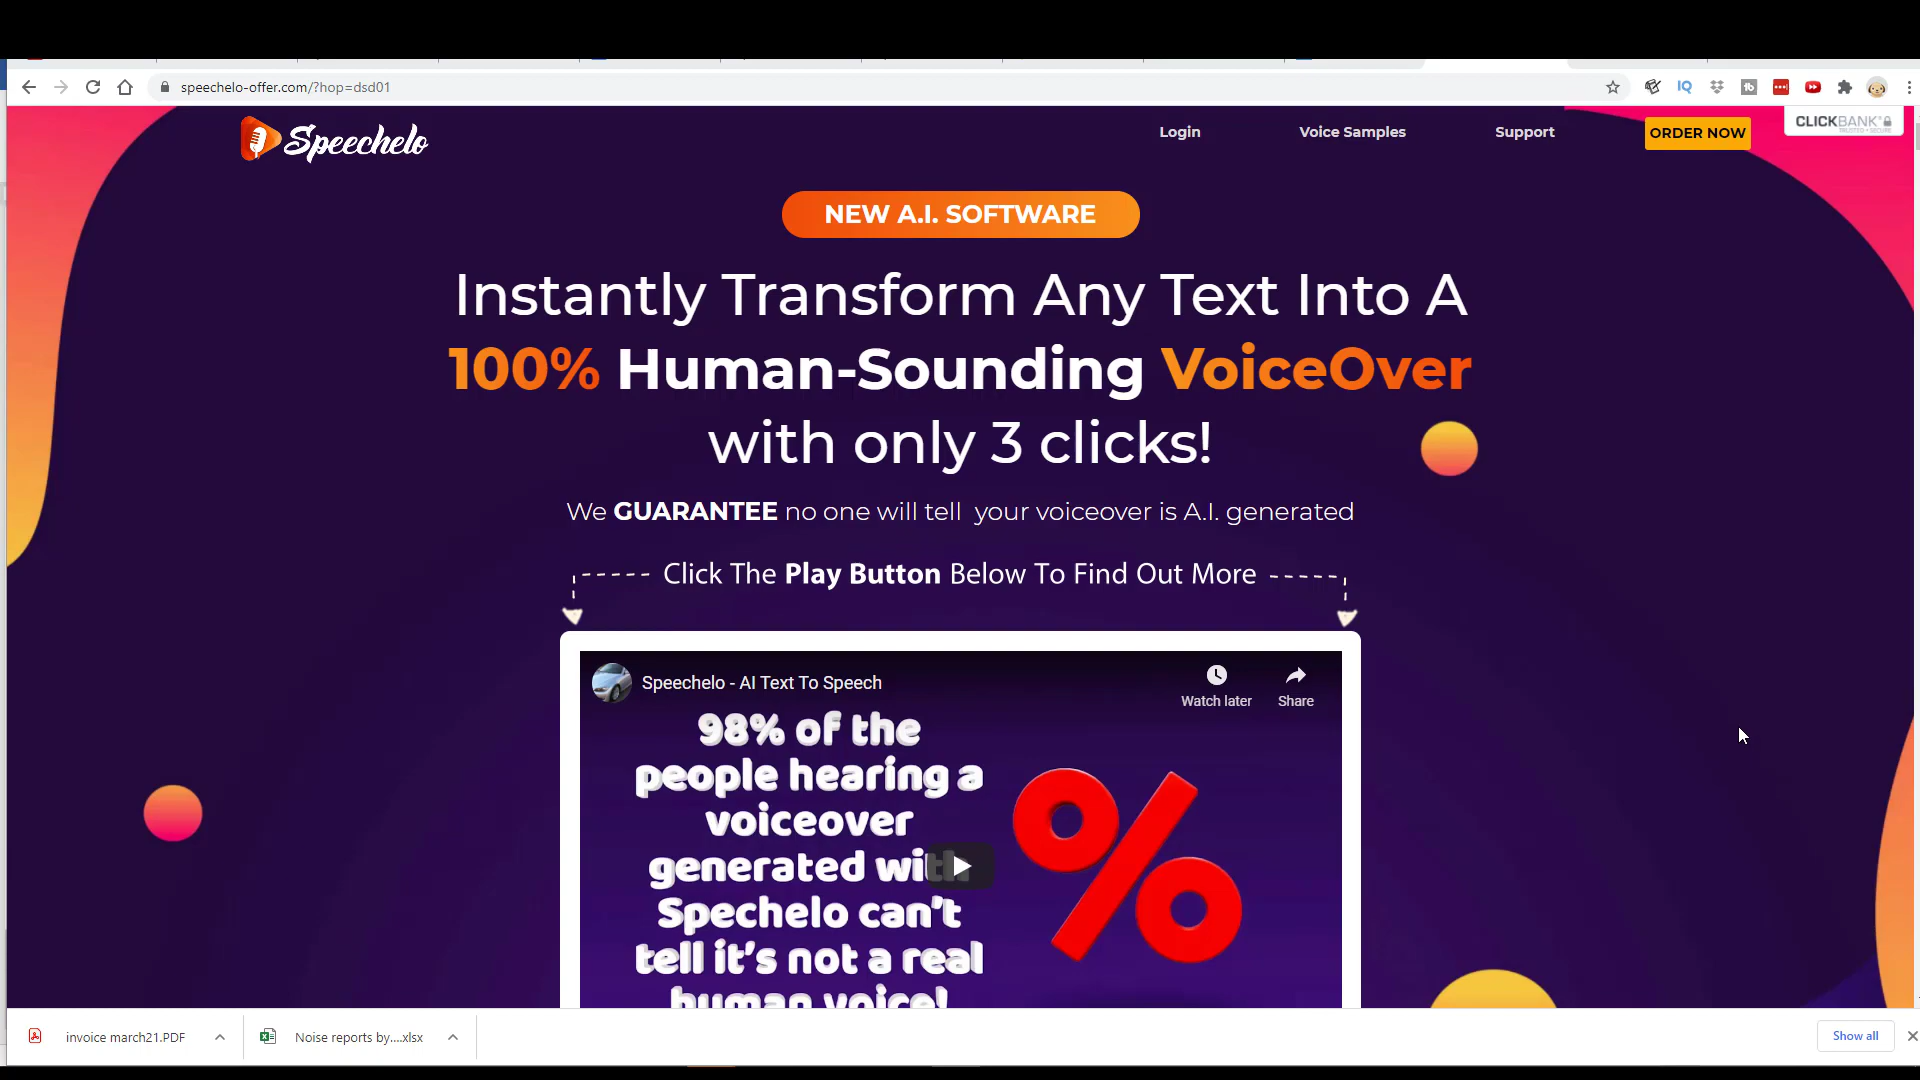 speechelo-offer.com/?hop=dsd01
IQ
Speechelo
Login
Voice Samples
Support
ORDER NOW
CLICKBANK
TRUSTED + SECURE
NEW A.I. SOFTWARE
Instantly Transform Any Text Into A
100% Human-Sounding VoiceOver
with only 3 clicks!
We GUARANTEE no one will tell your voiceover is A.I. generated
Click The Play Button Below To Find Out More
Speechelo - AI Text To Speech
Watch later
Share
98% of the
people hearing a
voiceover
generated with
Spechelo can't
tell it's not a real
human voice!
%
invoice march21.PDF
Noise reports by....xlsx
Show all